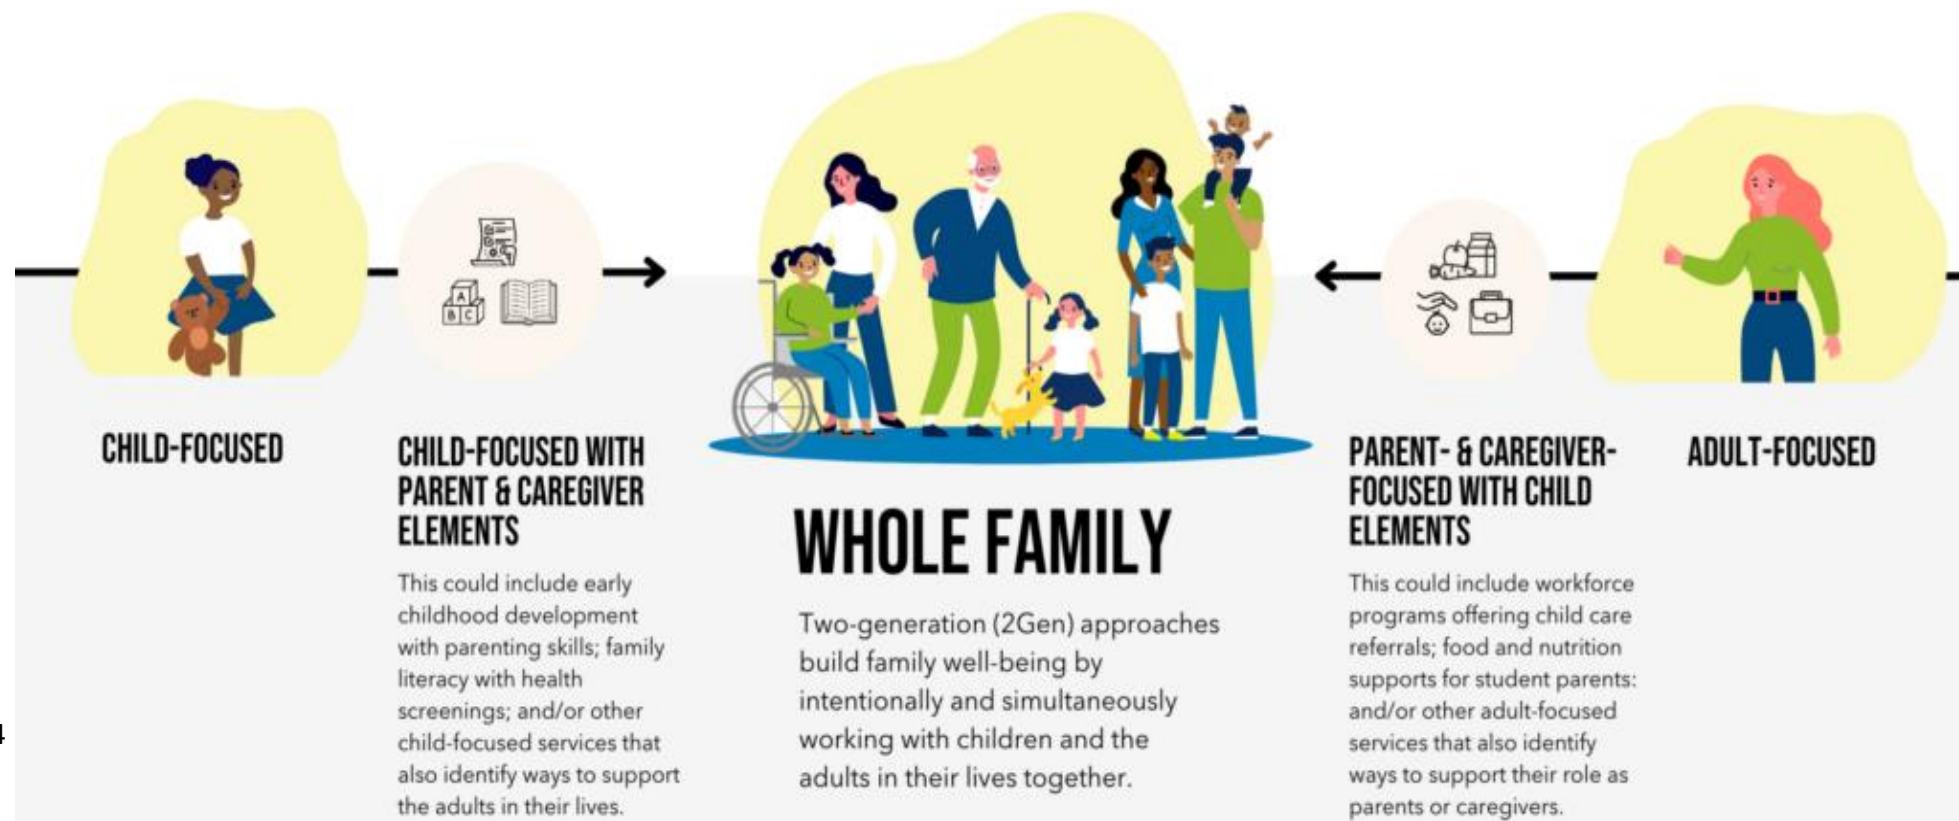 A
B C
CHILD-FOCUSED
CHILD-FOCUSED WITH
PARENT & CAREGIVER
ELEMENTS
This could include early
childhood development
with parenting skills; family
literacy with health
screenings; and/or other
child-focused services that
also identify ways to support
the adults in their lives.
WHOLE FAMILY
Two-generation (2Gen) approaches
build family well-being by
intentionally and simultaneously
working with children and the
adults in their lives together.
PARENT- & CAREGIVER-
FOCUSED WITH CHILD
ELEMENTS
This could include workforce
programs offering child care
referrals; food and nutrition
supports for student parents:
and/or other adult-focused
services that also identify
ways to support their role as
parents or caregivers.
ADULT-FOCUSED
4